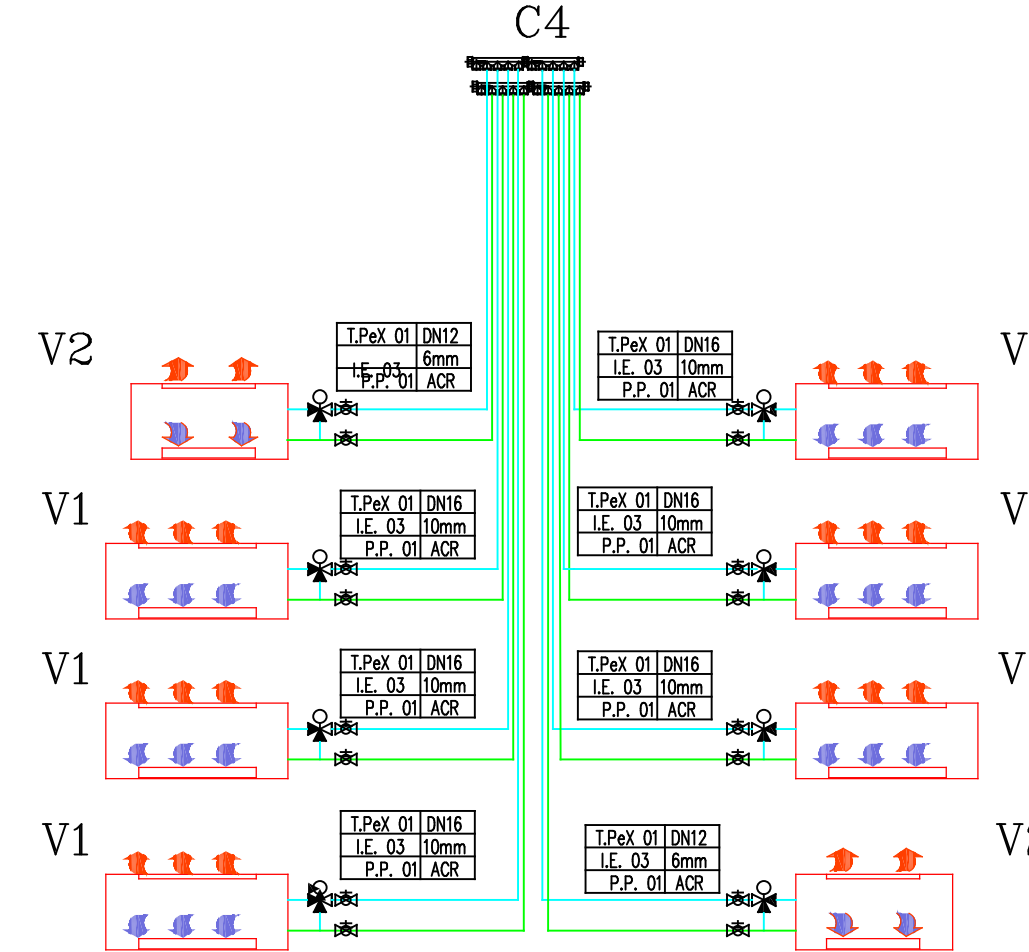 C4
V2
T.PeX 01 DN12
6mm
I.E. 03
P.P. 01 ACR
T.PeX 01 DN16
I.E. 03 10mm
P.P. 01 ACR
V
V1
T.PeX 01 DN16
I.E. 03 10mm
P.P. 01 ACR
T.PeX 01 DN16
I.E. 03 10mm
P.P. 01 ACR
V
V1
T.PeX 01 DN16
I.E. 03 10mm
P.P. 01 ACR
T.PeX 01 DN16
I.E. 03 10mm
P.P. 01 ACR
V
V1
T.PeX 01 DN16
I.E. 03 10mm
P.P. 01 ACR
T.PeX 01 DN12
I.E. 03 6mm
P.P. 01 ACR
V2